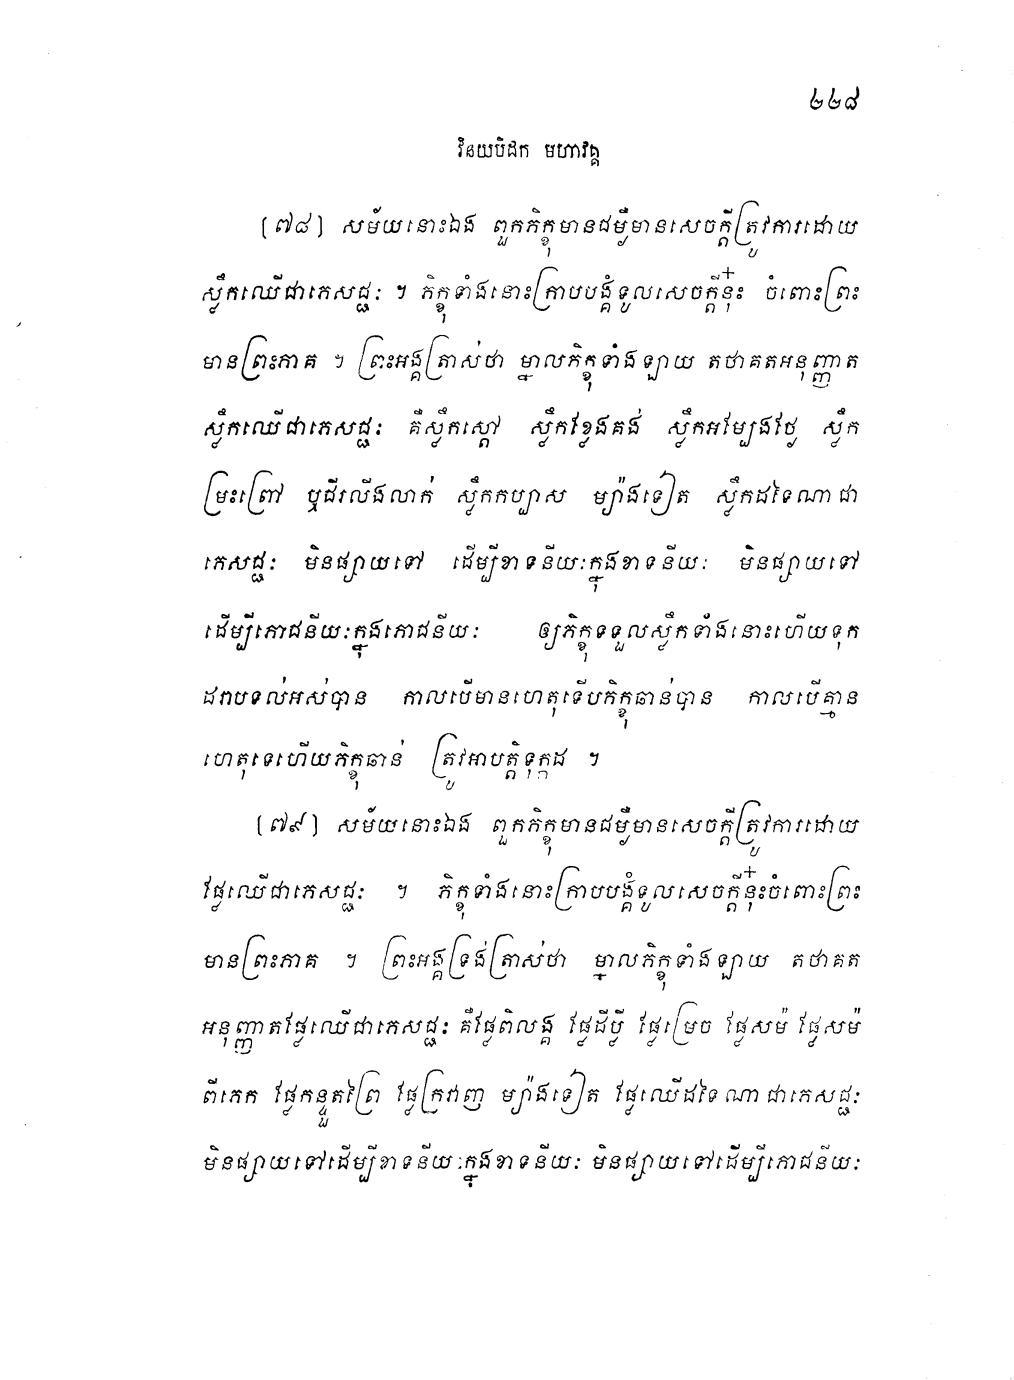 ២២៨
វិនយបិដក មហាវគ្គ
[៧៨] សម័យនោះឯង ពួកភិក្ខុមានជម្ងឺមានសេចក្តីត្រូវការដោយ
ស្លឹកឈើជាភេសជ្ជៈ ។ ភិក្ខុទាំងនោះក្រាបបង្គំទូលសេចក្តីនុ៎ះ ចំពោះព្រះ
មានព្រះភាគ ។ ព្រះអង្គត្រាស់ថា ម្នាលភិក្ខុទាំងឡាយ តថាគតអនុញ្ញាត
ស្លឹកឈើជាភេសជ្ជៈ គឺស្លឹកស្តៅ ស្លឹកខ្លែងគង់ ស្លឹកអម្បែងថ្លៃ ស្លឹក
ម្រះព្រៅ ឬជីរលីងលាក់ ស្លឹកកប្បាស ម្យ៉ាងទៀត ស្លឹកដទៃណាជា
ភេសជ្ជៈ មិនផ្សាយទៅ ដើម្បីខាទនីយៈក្នុងខាទនីយៈ មិនផ្សាយទៅ
ដើម្បីភោជនីយៈក្នុងភោជនីយៈ ឲ្យភិក្ខុទទួលស្លឹកទាំងនោះហើយទុក
ដរាបទល់អស់បាន កាលបើមានហេតុទើបភិក្ខុឆាន់បាន កាលបើគ្មាន
ហេតុទេហើយភិក្ខុឆាន់ ត្រូវអាបត្តិទុក្កដ ។
[៧៩] សម័យនោះឯង ពួកភិក្ខុមានជម្ងឺមានសេចក្តីត្រូវការដោយ
ផ្លែឈើជាភេសជ្ជៈ ។ ភិក្ខុទាំងនោះក្រាបបង្គំទូលសេចក្តីនុ៎ះចំពោះព្រះ
មានព្រះភាគ ។ ព្រះអង្គទ្រង់ត្រាស់ថា ម្នាលភិក្ខុទាំងឡាយ តថាគត
អនុញ្ញាតផ្លែឈើជាភេសជ្ជៈ គឺផ្លែពិលង្គ ផ្លែដីប្លី ផ្លែម្រេច ផ្លែសម៉ ផ្លែសម៉
ពីភេក ផ្លែកន្ទួតព្រៃ ផ្លែក្រវាញ ម្យ៉ាងទៀត ផ្លែឈើដទៃណាជាភេសជ្ជៈ
មិនផ្សាយទៅដើម្បីខាទនីយៈក្នុងខាទនីយៈ មិនផ្សាយទៅដើម្បីភោជនីយៈ